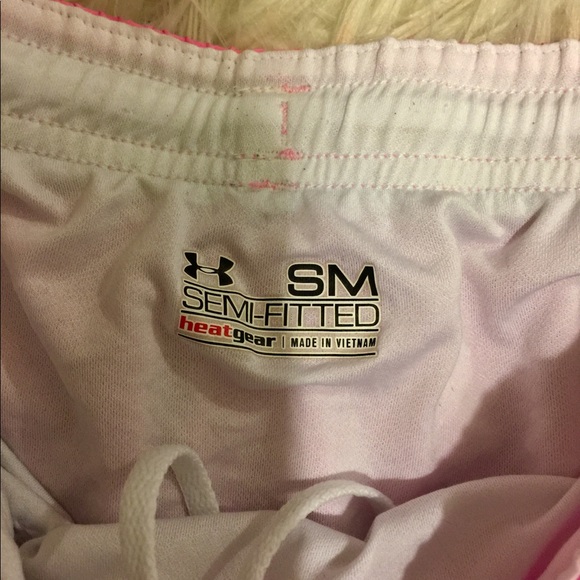 SM
SEMI-FITTED
heatgear | MADE IN VIETNAM